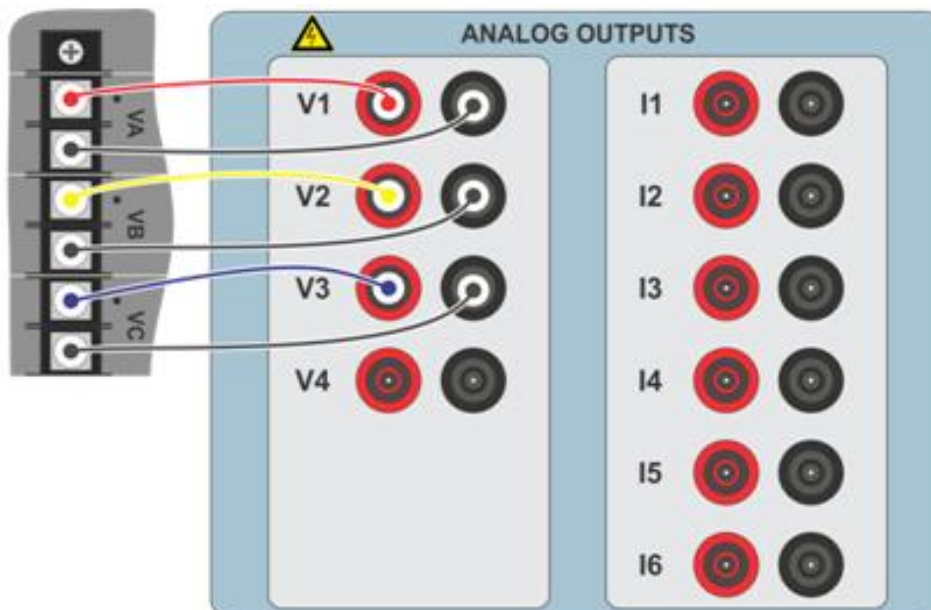 ANALOG OUTPUTS
VA
VB
VC
V1
V2
V3
V4
I1
I2
I3
I4
I5
I6